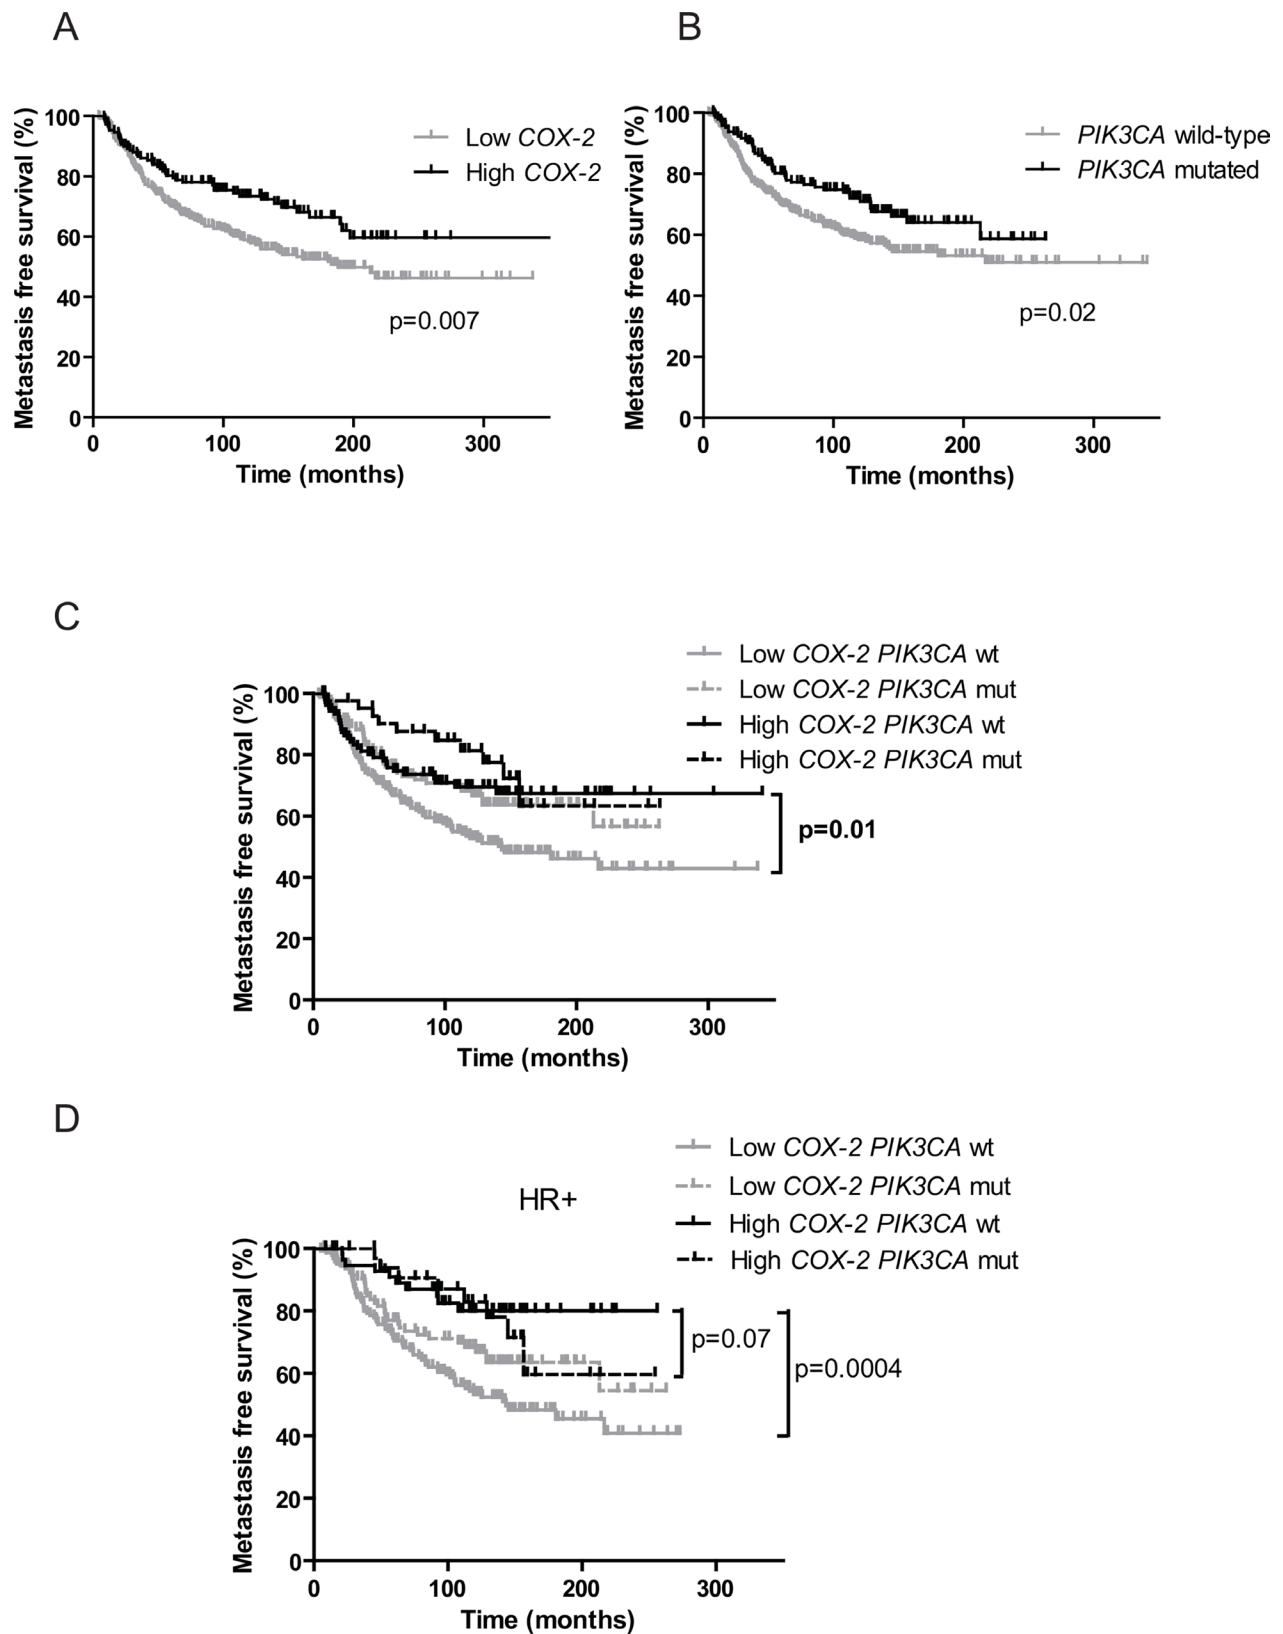 A
Metastasis free survival (%)
100
80
60
40
20
0
0 100 200 300
Time (months)
Low COX-2
High COX-2
p=0.007
B
Metastasis free survival (%)
100
80
60
40
20
0
0 100 200 300
Time (months)
PIK3CA wild-type
PIK3CA mutated
p=0.02
C
Metastasis free survival (%)
100
80
60
40
20
0
0 100 200 300
Time (months)
Low COX-2 PIK3CA wt
Low COX-2 PIK3CA mut
High COX-2 PIK3CA wt
High COX-2 PIK3CA mut
p=0.01
D
HR+
Metastasis free survival (%)
100
80
60
40
20
0
0 100 200 300
Time (months)
Low COX-2 PIK3CA wt
Low COX-2 PIK3CA mut
High COX-2 PIK3CA wt
High COX-2 PIK3CA mut
p=0.07
p=0.0004